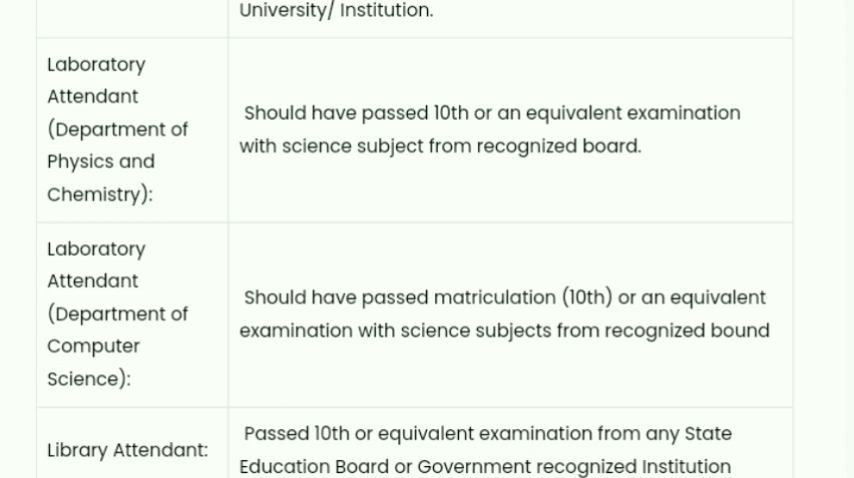 University/ Institution.
Laboratory
Attendant
(Department of
Physics and
Chemistry):
Should have passed 10th or an equivalent examination
with science subject from recognized board.
Laboratory
Attendant
(Department of
Computer
Science):
Should have passed matriculation (10th) or an equivalent
examination with science subjects from recognized bound
Library Attendant:
Passed 10th or equivalent examination from any State
Education Board or Government recognized Institution